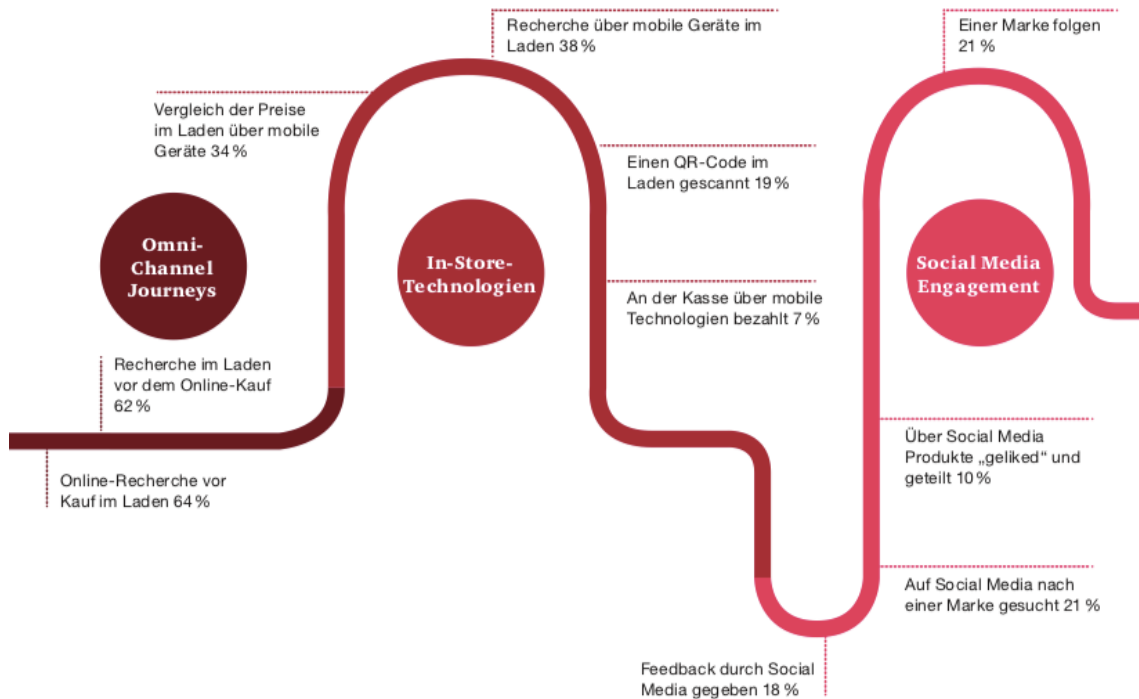 Omni-
Channel
Journeys
Online-Recherche vor
Kauf im Laden 64 %
Recherche im Laden
vor dem Online-Kauf
62 %
In-Store-
Technologien
Vergleich der Preise
im Laden über mobile
Geräte 34 %
Recherche über mobile Geräte im
Laden 38 %
Einen QR-Code im
Laden gescannt 19 %
An der Kasse über mobile
Technologien bezahlt 7 %
Social Media
Engagement
Feedback durch Social
Media gegeben 18 %
Auf Social Media nach
einer Marke gesucht 21 %
Über Social Media
Produkte „geliked“ und
geteilt 10 %
Einer Marke folgen
21 %